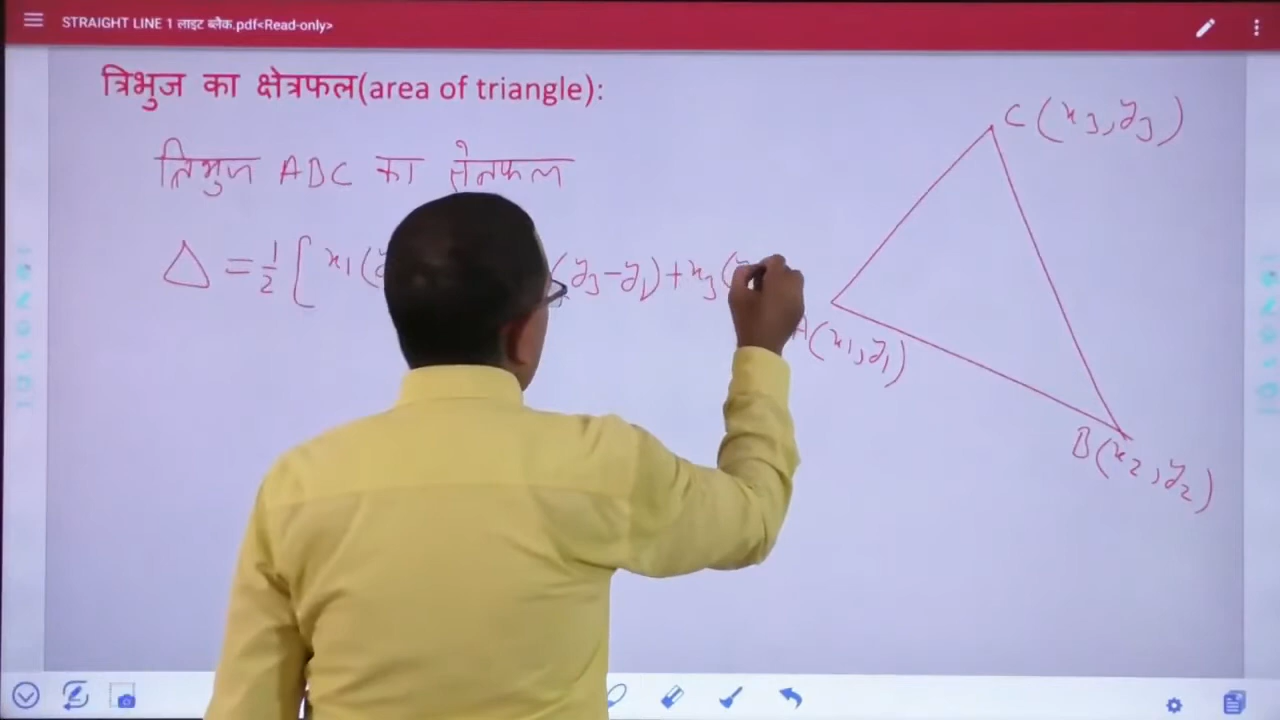 STRAIGHT LINE 1 लाइट ब्लैक.pdf<Read-only>
त्रिभुज का क्षेत्रफल(area of triangle):
त्रिभुज ABC का क्षेत्रफल
Δ = 1/2 [ x₁(y (y₃-y₁)+x₃(y
C(x₃,y₃)
A(x₁,y₁)
B(x₂,y₂)